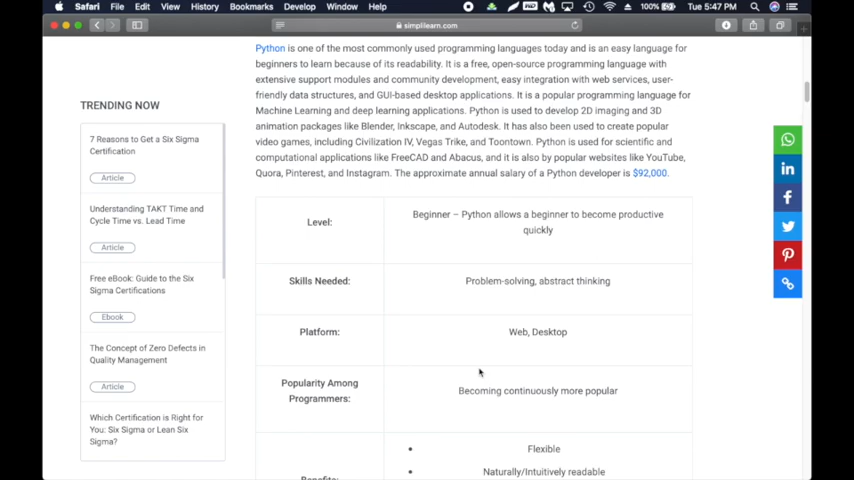 Safari File Edit View History Bookmarks Develop Window Help 100% Tue 5:47 PM
simplilearn.com
Python is one of the most commonly used programming languages today and is an easy language for
beginners to learn because of its readability. It is a free, open-source programming language with
extensive support modules and community development, easy integration with web services, user-
friendly data structures, and GUI-based desktop applications. It is a popular programming language for
Machine Learning and deep learning applications. Python is used to develop 2D imaging and 3D
animation packages like Blender, Inkscape, and Autodesk. It has also been used to create popular
video games, including Civilization IV, Vegas Trike, and Toontown. Python is used for scientific and
computational applications like FreeCAD and Abacus, and it is also by popular websites like YouTube,
Quora, Pinterest, and Instagram. The approximate annual salary of a Python developer is $92,000.
TRENDING NOW
7 Reasons to Get a Six Sigma
Certification
Article
Understanding TAKT Time and
Cycle Time vs. Lead Time
Article
Free eBook: Guide to the Six
Sigma Certifications
Ebook
The Concept of Zero Defects in
Quality Management
Article
Which Certification is Right for
You: Six Sigma or Lean Six
Sigma?
Level:
Beginner – Python allows a beginner to become productive
quickly
Skills Needed:
Problem-solving, abstract thinking
Platform:
Web, Desktop
Popularity Among
Programmers:
Becoming continuously more popular
Benefits:
• Flexible
• Naturally/Intuitively readable